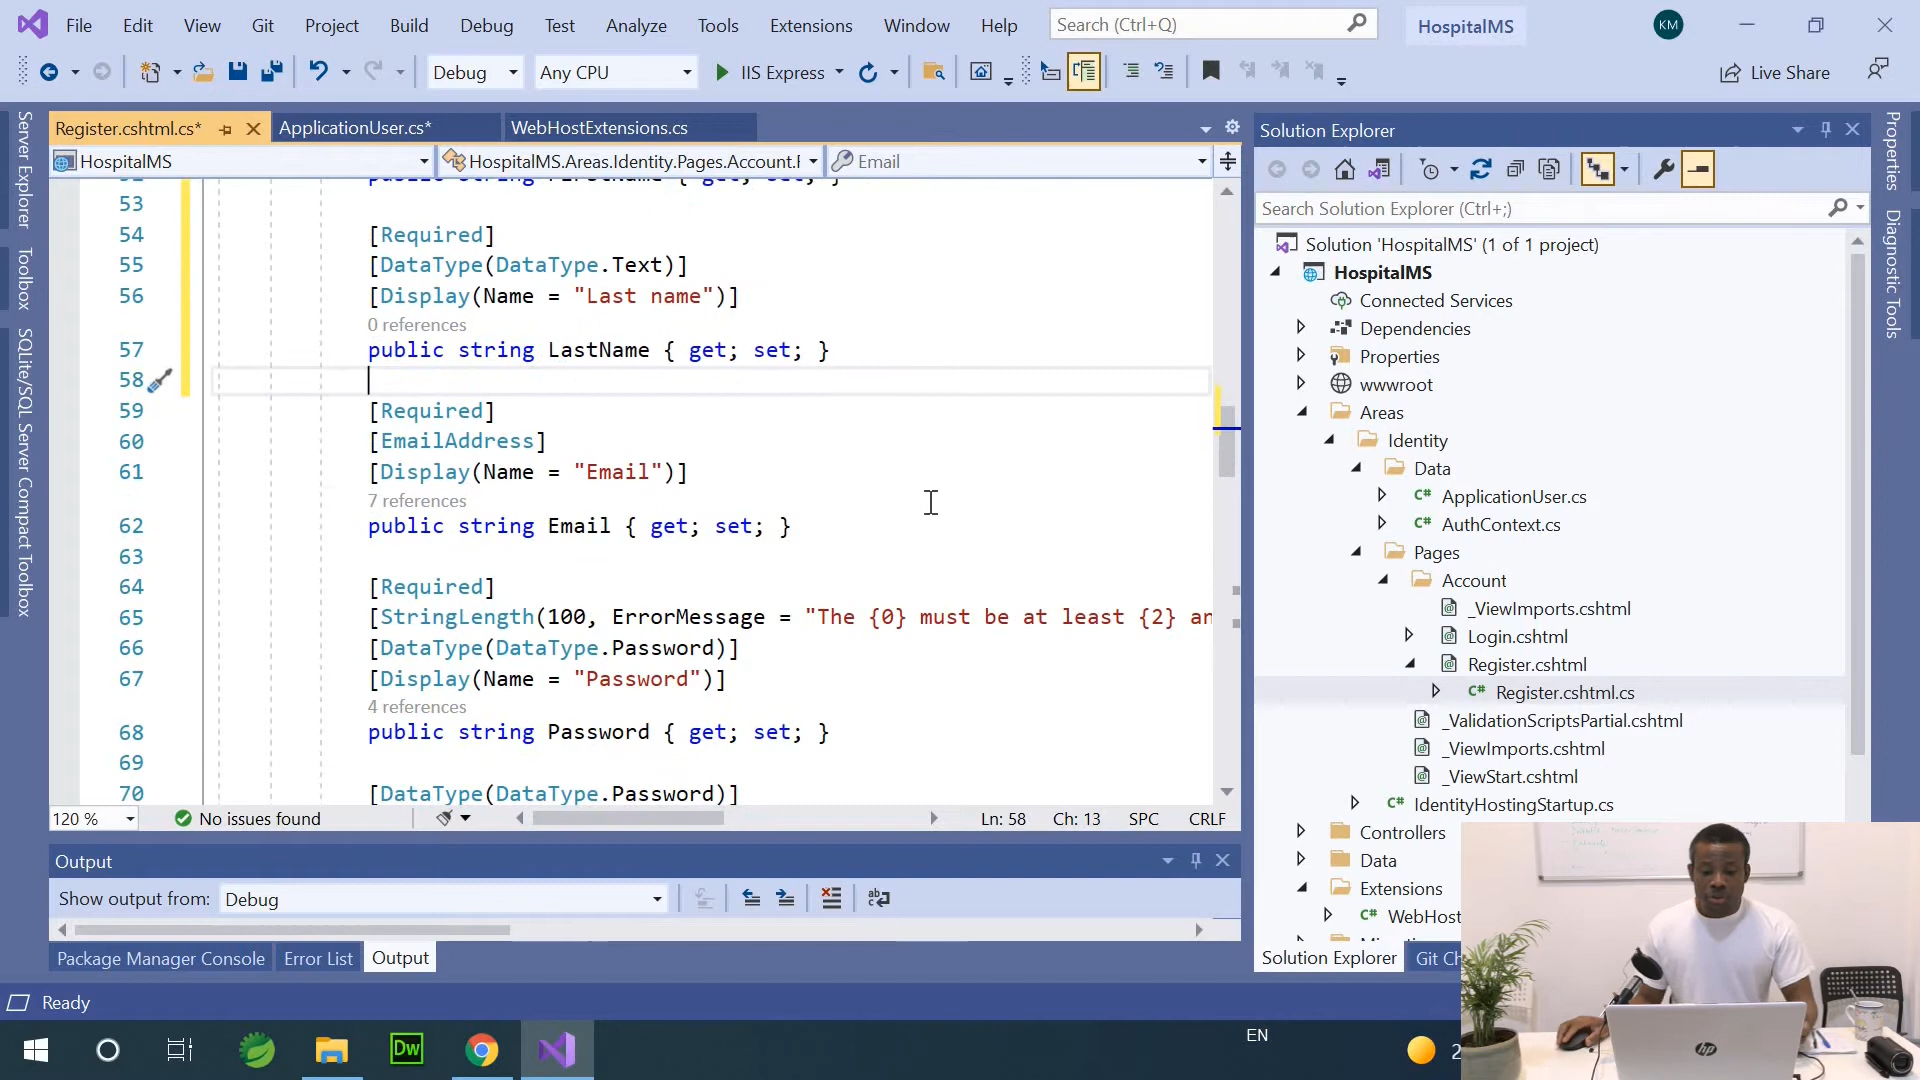 File Edit View Git Project Build Debug Test Analyze Tools Extensions Window Help Search (Ctrl+Q) HospitalMS KM
Debug Any CPU IIS Express Live Share
Register.cshtml.cs* ApplicationUser.cs* WebHostExtensions.cs
HospitalMS HospitalMS.Areas.Identity.Pages.Account.F Email
Server Explorer
Toolbox
SQLite/SQL Server Compact Toolbox
public string FirstName { get; set; }
53
54 [Required]
55 [DataType(DataType.Text)]
56 [Display(Name = "Last name")]
0 references
57 public string LastName { get; set; }
58
59 [Required]
60 [EmailAddress]
61 [Display(Name = "Email")]
7 references
62 public string Email { get; set; }
63
64 [Required]
65 [StringLength(100, ErrorMessage = "The {0} must be at least {2} an
66 [DataType(DataType.Password)]
67 [Display(Name = "Password")]
4 references
68 public string Password { get; set; }
69
70 [DataType(DataType.Password)]
120 % No issues found Ln: 58 Ch: 13 SPC CRLF
Output
Show output from: Debug
Package Manager Console Error List Output
Ready
Solution Explorer
Search Solution Explorer (Ctrl+;)
Solution 'HospitalMS' (1 of 1 project)
HospitalMS
Connected Services
Dependencies
Properties
wwwroot
Areas
Identity
Data
C# ApplicationUser.cs
C# AuthContext.cs
Pages
Account
_ViewImports.cshtml
Login.cshtml
Register.cshtml
C# Register.cshtml.cs
_ValidationScriptsPartial.cshtml
_ViewImports.cshtml
_ViewStart.cshtml
C# IdentityHostingStartup.cs
Controllers
Data
Extensions
C# WebHost
Solution Explorer Git Ch
Properties
Diagnostic Tools
Dw
EN
2
hp